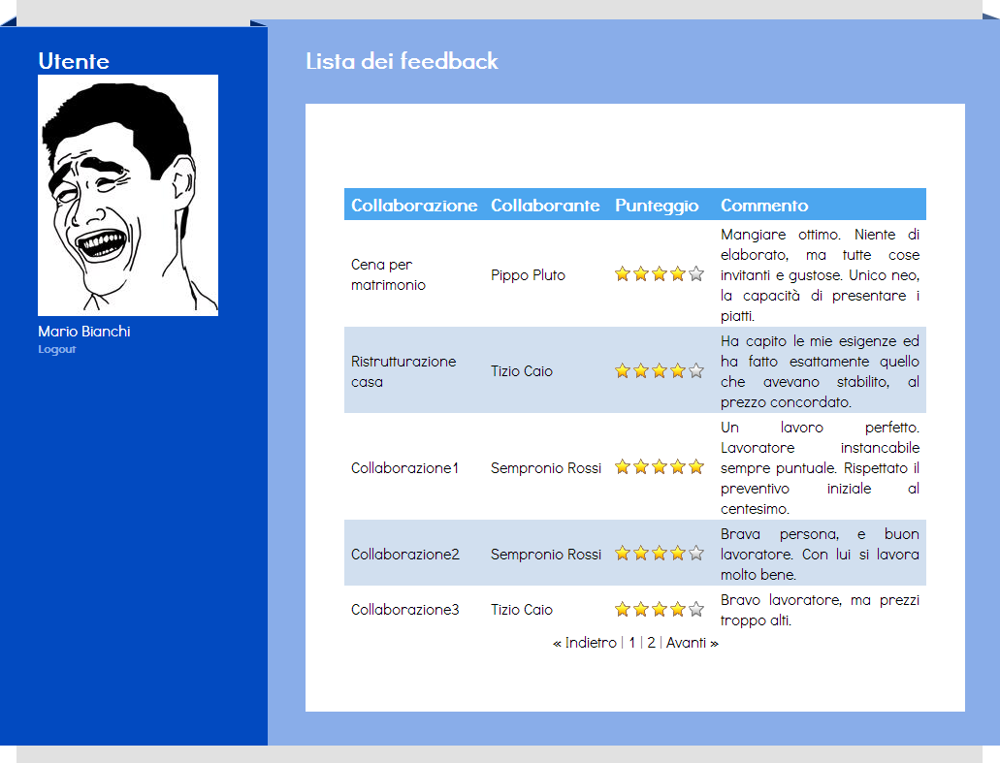 Utente
Mario Bianchi
Logout
Lista dei feedback
Collaborazione Collaborante Punteggio Commento
Cena per
matrimonio
Pippo Pluto
Mangiare ottimo. Niente di
elaborato, ma tutte cose
invitanti e gustose. Unico neo,
la capacità di presentare i
piatti.
Ristrutturazione
casa
Tizio Caio
Ha capito le mie esigenze ed
ha fatto esattamente quello
che avevano stabilito, al
prezzo concordato.
Collaborazione1
Sempronio Rossi
Un lavoro perfetto.
Lavoratore instancabile
sempre puntuale. Rispettato il
preventivo iniziale al
centesimo.
Collaborazione2
Sempronio Rossi
Brava persona, e buon
lavoratore. Con lui si lavora
molto bene.
Collaborazione3
Tizio Caio
Bravo lavoratore, ma prezzi
troppo alti.
« Indietro | 1 | 2 | Avanti »